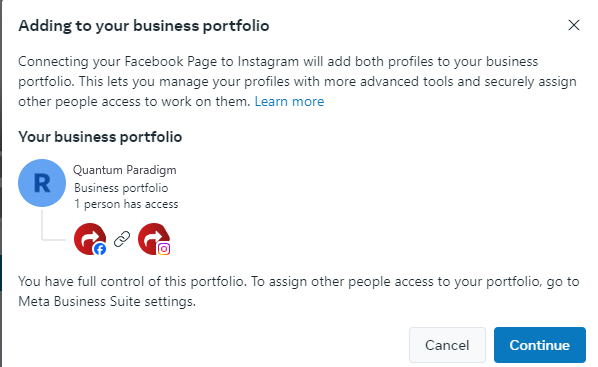 Adding to your business portfolio
Connecting your Facebook Page to Instagram will add both profiles to your business
portfolio. This lets you manage your profiles with more advanced tools and securely assign
other people access to work on them. Learn more
Your business portfolio
R
Quantum Paradigm
Business portfolio
1 person has access
You have full control of this portfolio. To assign other people access to your portfolio, go to
Meta Business Suite settings.
Cancel
Continue